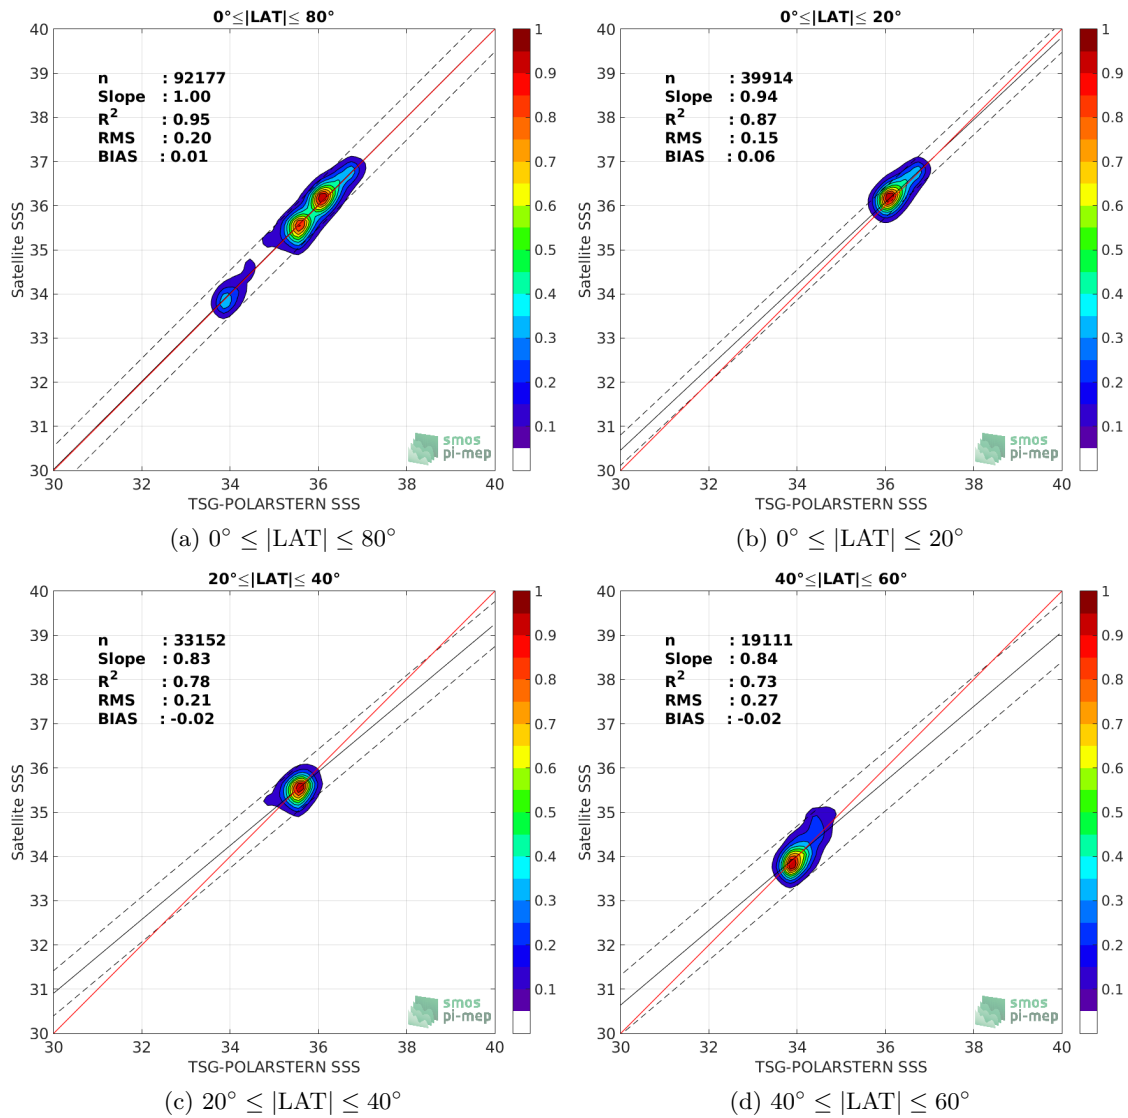 0°≤|LAT|≤ 80°
40
39
38
37
36
35
34
33
32
31
30
Satellite SSS
n : 92177
Slope : 1.00
R2 : 0.95
RMS : 0.20
BIAS : 0.01
30 32 34 36 38 40
TSG-POLARSTERN SSS
1
0.9
0.8
0.7
0.6
0.5
0.4
0.3
0.2
0.1
smos
pi-mep
(a) 0° ≤ |LAT| ≤ 80°
0°≤|LAT|≤ 20°
40
39
38
37
36
35
34
33
32
31
30
Satellite SSS
n : 39914
Slope : 0.94
R2 : 0.87
RMS : 0.15
BIAS : 0.06
30 32 34 36 38 40
TSG-POLARSTERN SSS
1
0.9
0.8
0.7
0.6
0.5
0.4
0.3
0.2
0.1
smos
pi-mep
(b) 0° ≤ |LAT| ≤ 20°
20°≤|LAT|≤ 40°
40
39
38
37
36
35
34
33
32
31
30
Satellite SSS
n : 33152
Slope : 0.83
R2 : 0.78
RMS : 0.21
BIAS : -0.02
30 32 34 36 38 40
TSG-POLARSTERN SSS
1
0.9
0.8
0.7
0.6
0.5
0.4
0.3
0.2
0.1
smos
pi-mep
(c) 20° ≤ |LAT| ≤ 40°
40°≤|LAT|≤ 60°
40
39
38
37
36
35
34
33
32
31
30
Satellite SSS
n : 19111
Slope : 0.84
R2 : 0.73
RMS : 0.27
BIAS : -0.02
30 32 34 36 38 40
TSG-POLARSTERN SSS
1
0.9
0.8
0.7
0.6
0.5
0.4
0.3
0.2
0.1
smos
pi-mep
(d) 40° ≤ |LAT| ≤ 60°